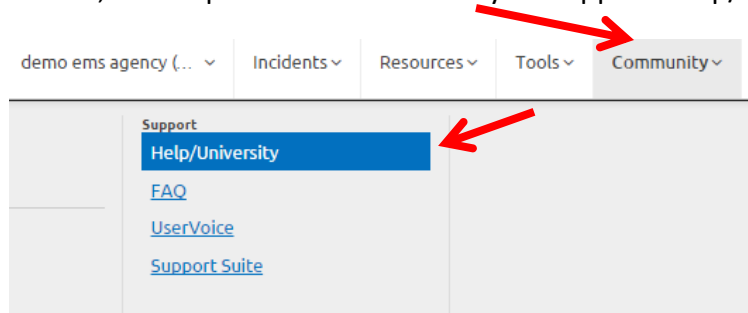 demo ems agency (... Incidents Resources Tools Community
Support
Help/University
FAQ
UserVoice
Support Suite